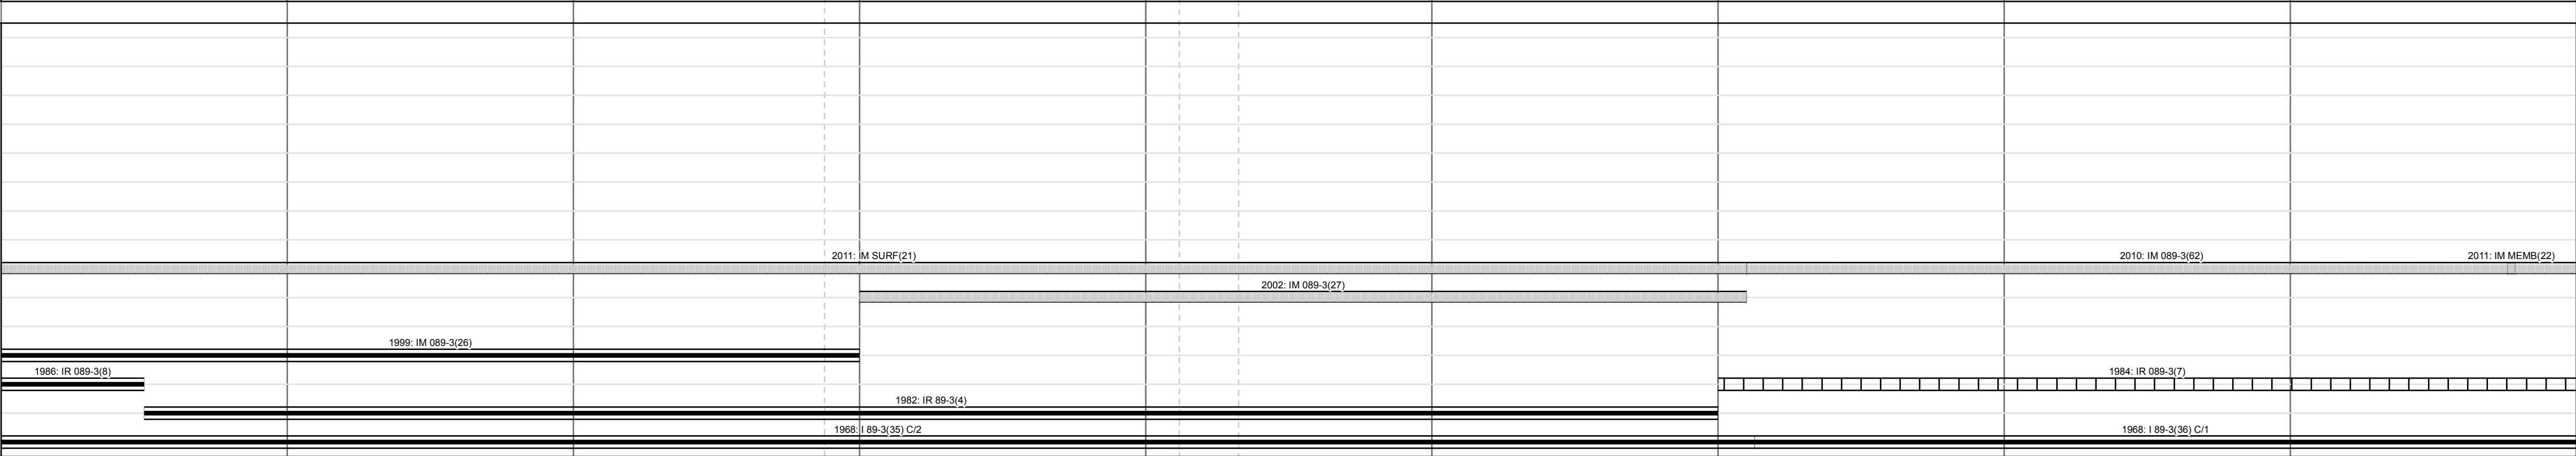 2011: IM SURF(21)
2010: IM 089-3(62)
2011: IM MEMB(22)
2002: IM 089-3(27)
1999: IM 089-3(26)
1986: IR 089-3(8)
1984: IR 089-3(7)
1982: IR 89-3(4)
1968: I 89-3(35) C/2
1968: I 89-3(36) C/1